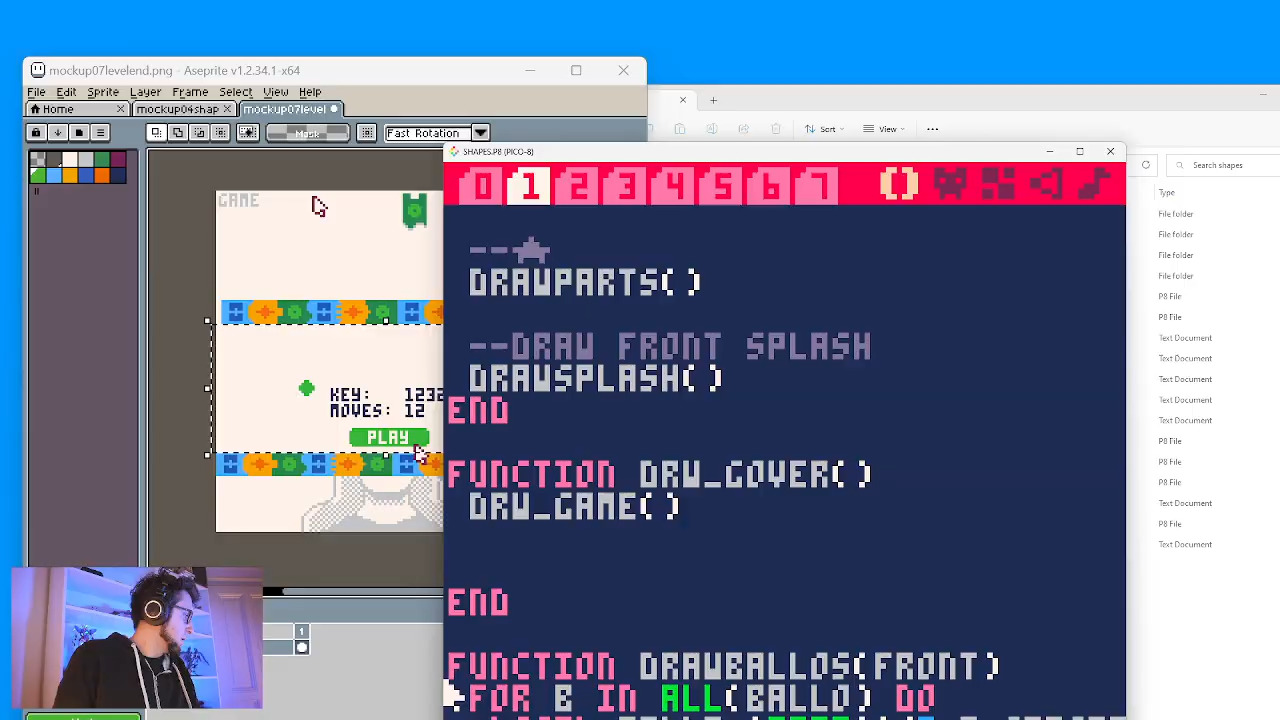 mockup07levelend.png - Aseprite v1.2.34.1-x64
File Edit Sprite Layer Frame Select View Help
Home
mockup04shap
mockup07level
Mask
Fast Rotation
Sort
View
Search shapes
Type
File folder
File folder
File folder
File folder
P8 File
P8 File
Text Document
Text Document
Text Document
Text Document
Text Document
P8 File
P8 File
P8 File
Text Document
P8 File
Text Document
GAME
KEY: 1232
MOVES: 12
PLAY
1
SHAPES.P8 (PICO-8)
0 1 2 3 4 5 6 7
--
DRAWPARTS()
--DRAW FRONT SPLASH
DRAWSPLASH()
END
FUNCTION DRW_GOVER()
DRW_GAME()
END
FUNCTION DRAWBALLOS(FRONT)
FOR B IN ALL(BALLO) DO